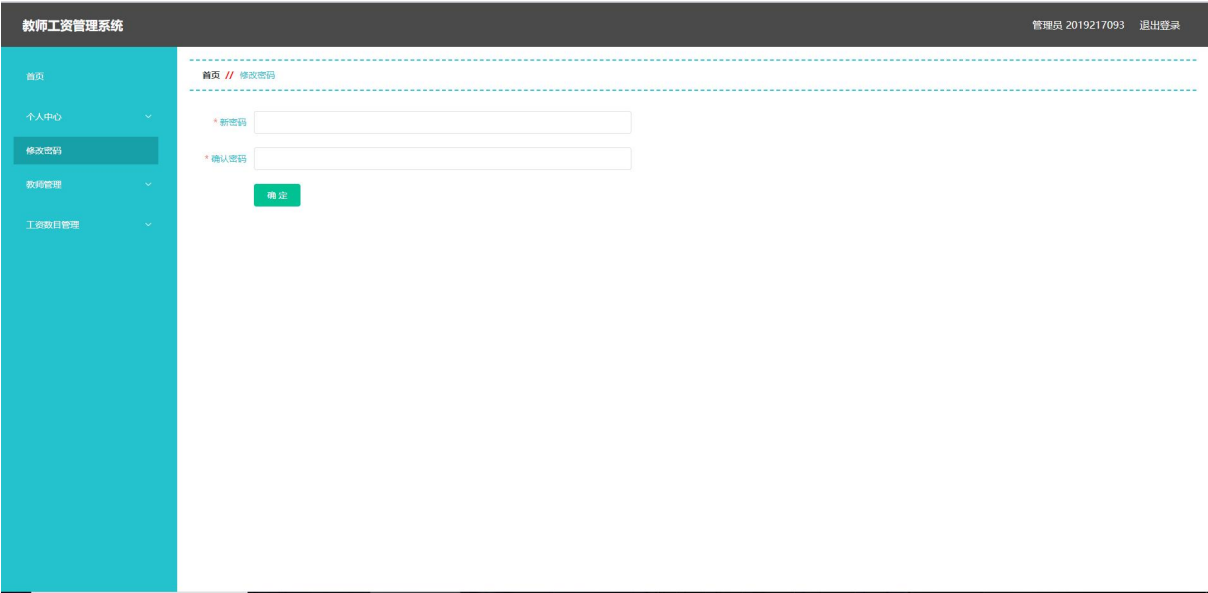 教师工资管理系统
管理员 2019217093 退出登录
首页
个人中心
修改密码
教师管理
工资数目管理
首页 // 修改密码
* 新密码
* 确认密码
确 定